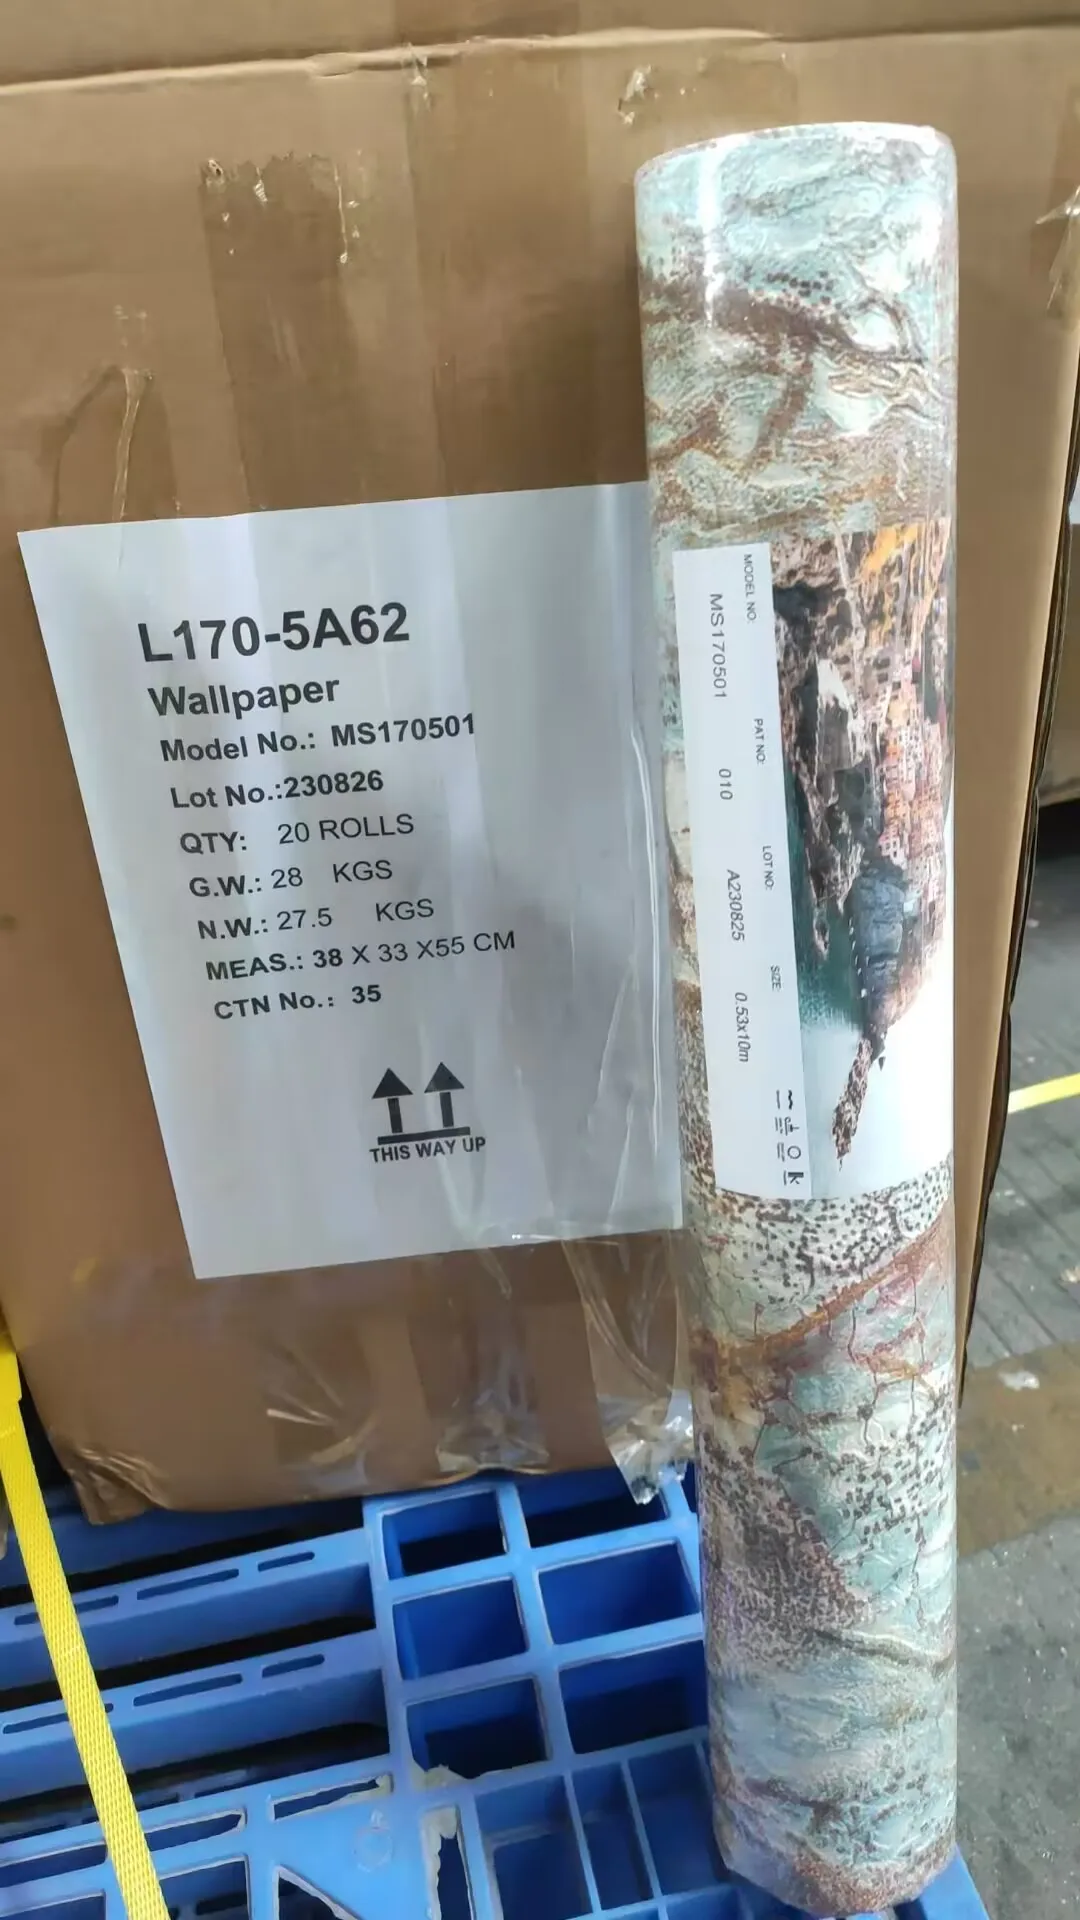 L170-5A62
Wallpaper
Model No.: MS170501
Lot No.:230826
QTY: 20 ROLLS
G.W.: 28 KGS
N.W.: 27.5 KGS
MEAS.: 38 X 33 X55 CM
CTN No.: 35
THIS WAY UP
MODEL NO: PAT NO: LOT NO: SIZE:
MS170501 010 A230825 0.53x10m